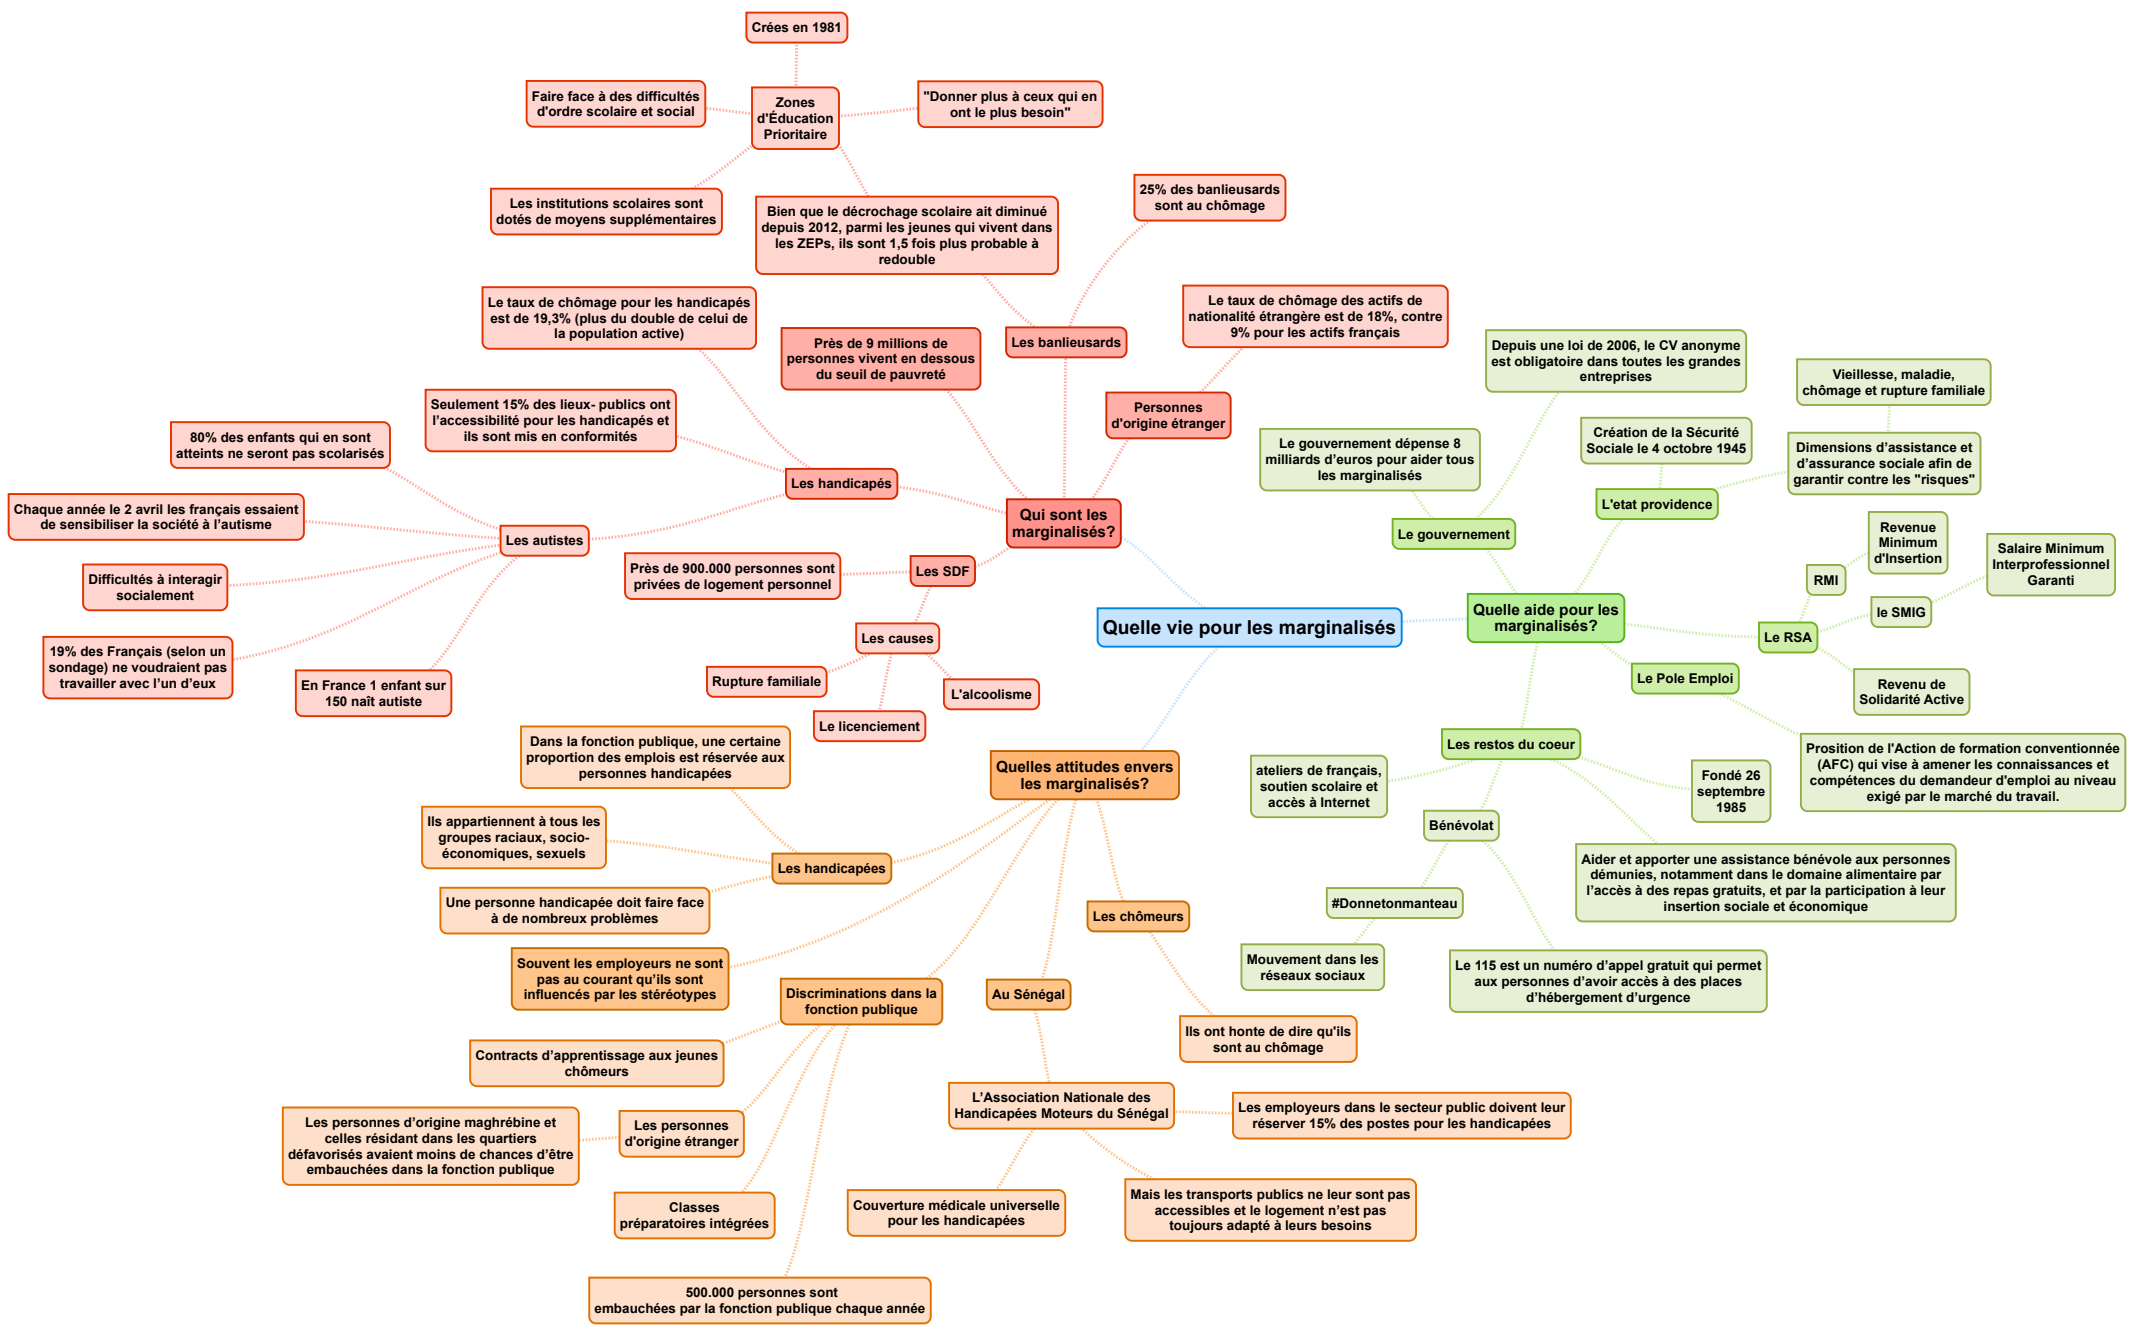 Crées en 1981
Faire face à des difficultés
d'ordre scolaire et social
Zones
d'Éducation
Prioritaire
"Donner plus à ceux qui en
ont le plus besoin"
Les institutions scolaires sont
dotés de moyens supplémentaires
Bien que le décrochage scolaire ait diminué
depuis 2012, parmi les jeunes qui vivent dans
les ZEPs, ils sont 1,5 fois plus probable à
redouble
25% des banlieusards
sont au chômage
Le taux de chômage pour les handicapés
est de 19,3% (plus du double de celui de
la population active)
Près de 9 millions de
personnes vivent en dessous
du seuil de pauvreté
Les banlieusards
Le taux de chômage des actifs de
nationalité étrangère est de 18%, contre
9% pour les actifs français
Personnes
d'origine étranger
Seulement 15% des lieux- publics ont
l'accessibilité pour les handicapés et
ils sont mis en conformités
80% des enfants qui en sont
atteints ne seront pas scolarisés
Les handicapés
Chaque année le 2 avril les français essaient
de sensibiliser la société à l'autisme
Les autistes
Qui sont les
marginalisés?
Difficultés à interagir
socialement
Près de 900.000 personnes sont
privées de logement personnel
Les SDF
19% des Français (selon un
sondage) ne voudraient pas
travailler avec l'un d'eux
En France 1 enfant sur
150 naît autiste
Les causes
Rupture familiale
L'alcoolisme
Le licenciement
Quelle vie pour les marginalisés
Depuis une loi de 2006, le CV anonyme
est obligatoire dans toutes les grandes
entreprises
Vieillesse, maladie,
chômage et rupture familiale
Le gouvernement dépense 8
milliards d'euros pour aider tous
les marginalisés
Création de la Sécurité
Sociale le 4 octobre 1945
Dimensions d'assistance et
d'assurance sociale afin de
garantir contre les "risques"
L'etat providence
Le gouvernement
Revenue
Minimum
d'Insertion
Salaire Minimum
Interprofessionnel
Garanti
RMI
le SMIG
Quelle aide pour les
marginalisés?
Le RSA
Le Pole Emploi
Revenu de
Solidarité Active
Les restos du coeur
Prosition de l'Action de formation conventionnée
(AFC) qui vise à amener les connaissances et
compétences du demandeur d'emploi au niveau
exigé par le marché du travail.
ateliers de français,
soutien scolaire et
accès à Internet
Fondé 26
septembre
1985
Bénévolat
Aider et apporter une assistance bénévole aux personnes
démunies, notamment dans le domaine alimentaire par
l'accès à des repas gratuits, et par la participation à leur
insertion sociale et économique
#Donnetonmanteau
Mouvement dans les
réseaux sociaux
Le 115 est un numéro d'appel gratuit qui permet
aux personnes d'avoir accès à des places
d'hébergement d'urgence
Quelles attitudes envers
les marginalisés?
Dans la fonction publique, une certaine
proportion des emplois est réservée aux
personnes handicapées
Ils appartiennent à tous les
groupes raciaux, socio-
économiques, sexuels
Les handicapées
Une personne handicapée doit faire face
à de nombreux problèmes
Les chômeurs
Souvent les employeurs ne sont
pas au courant qu'ils sont
influencés par les stéréotypes
Discriminations dans la
fonction publique
Au Sénégal
Ils ont honte de dire qu'ils
sont au chômage
Contracts d'apprentissage aux jeunes
chômeurs
L'Association Nationale des
Handicapées Moteurs du Sénégal
Les employeurs dans le secteur public doivent leur
réserver 15% des postes pour les handicapées
Les personnes d'origine maghrébine et
celles résidant dans les quartiers
défavorisés avaient moins de chances d'être
embauchées dans la fonction publique
Les personnes
d'origine étranger
Classes
préparatoires intégrées
Couverture médicale universelle
pour les handicapées
Mais les transports publics ne leur sont pas
accessibles et le logement n'est pas
toujours adapté à leurs besoins
500.000 personnes sont
embauchées par la fonction publique chaque année